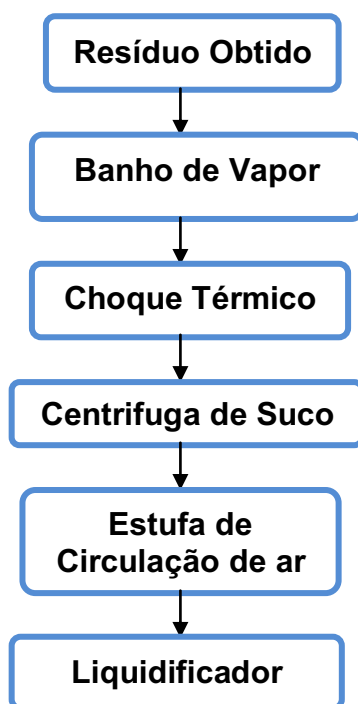 Resíduo Obtido
Banho de Vapor
Choque Térmico
Centrifuga de Suco
Estufa de
Circulação de ar
Liquidificador